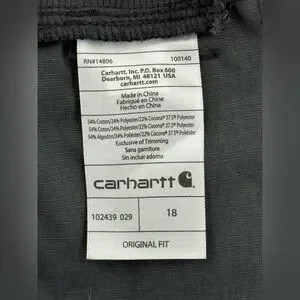 RN#14806 100140
Carhartt, Inc. P.O. Box 600
Dearborn, MI 48121 USA
carhartt.com
Made in China
Fabriqué en Chine
Hecho en China
54% Cotton/24% Polyester/22% Cocona® 37.5® Polyester
54% Coton/24% Polyester/22% Cocona® 37.5® Polyester
54% Algodon/24% Poliéster/22% Cocona® 37.5® Poliéster
Exclusive of Trimming
Sans garniture
Sin incluir adorno
carhartt
102439 029 18
ORIGINAL FIT